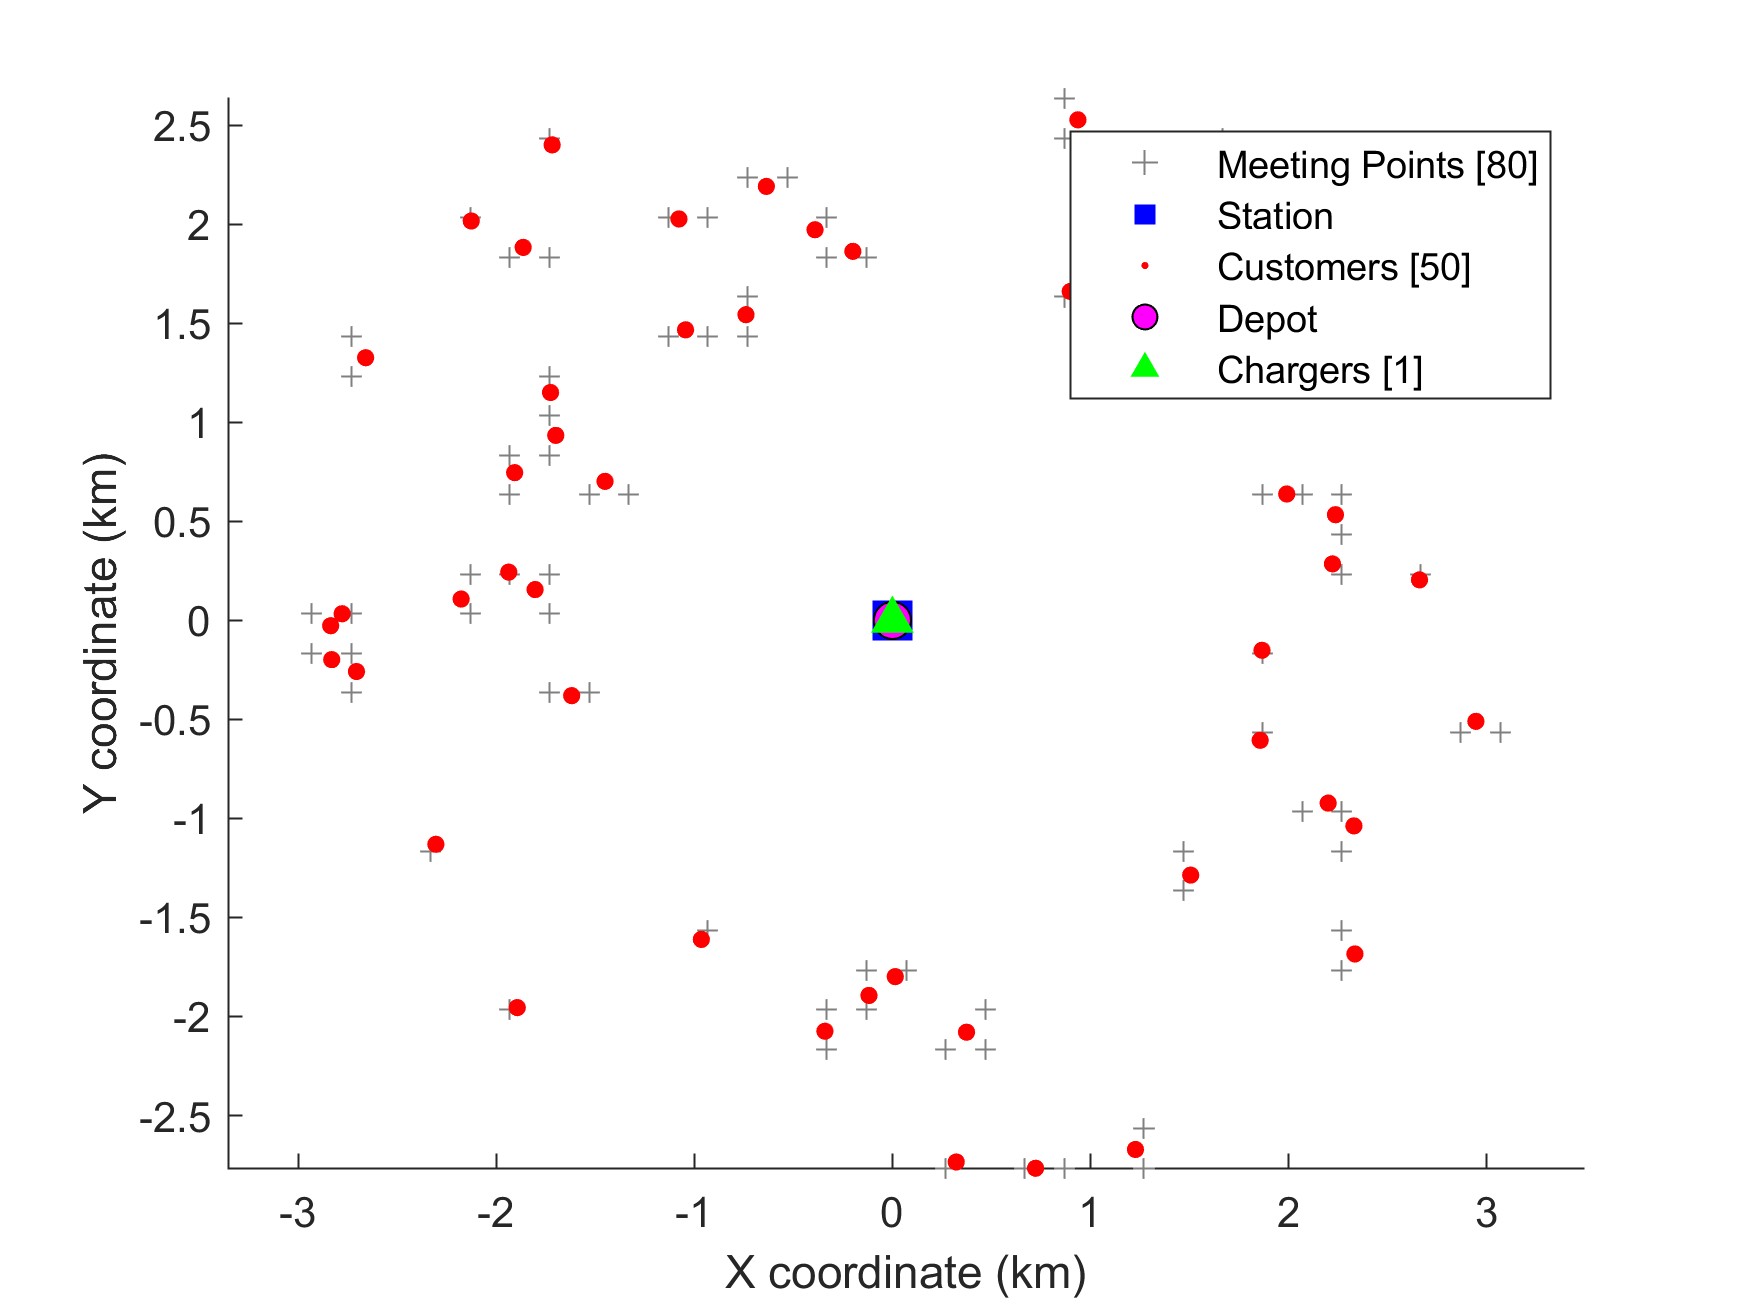 2.5
2
1.5
1
0.5
0
-0.5
-1
-1.5
-2
-2.5
Y coordinate (km)
Meeting Points [80]
Station
Customers [50]
Depot
Chargers [1]
-3 -2 -1 0 1 2 3
X coordinate (km)